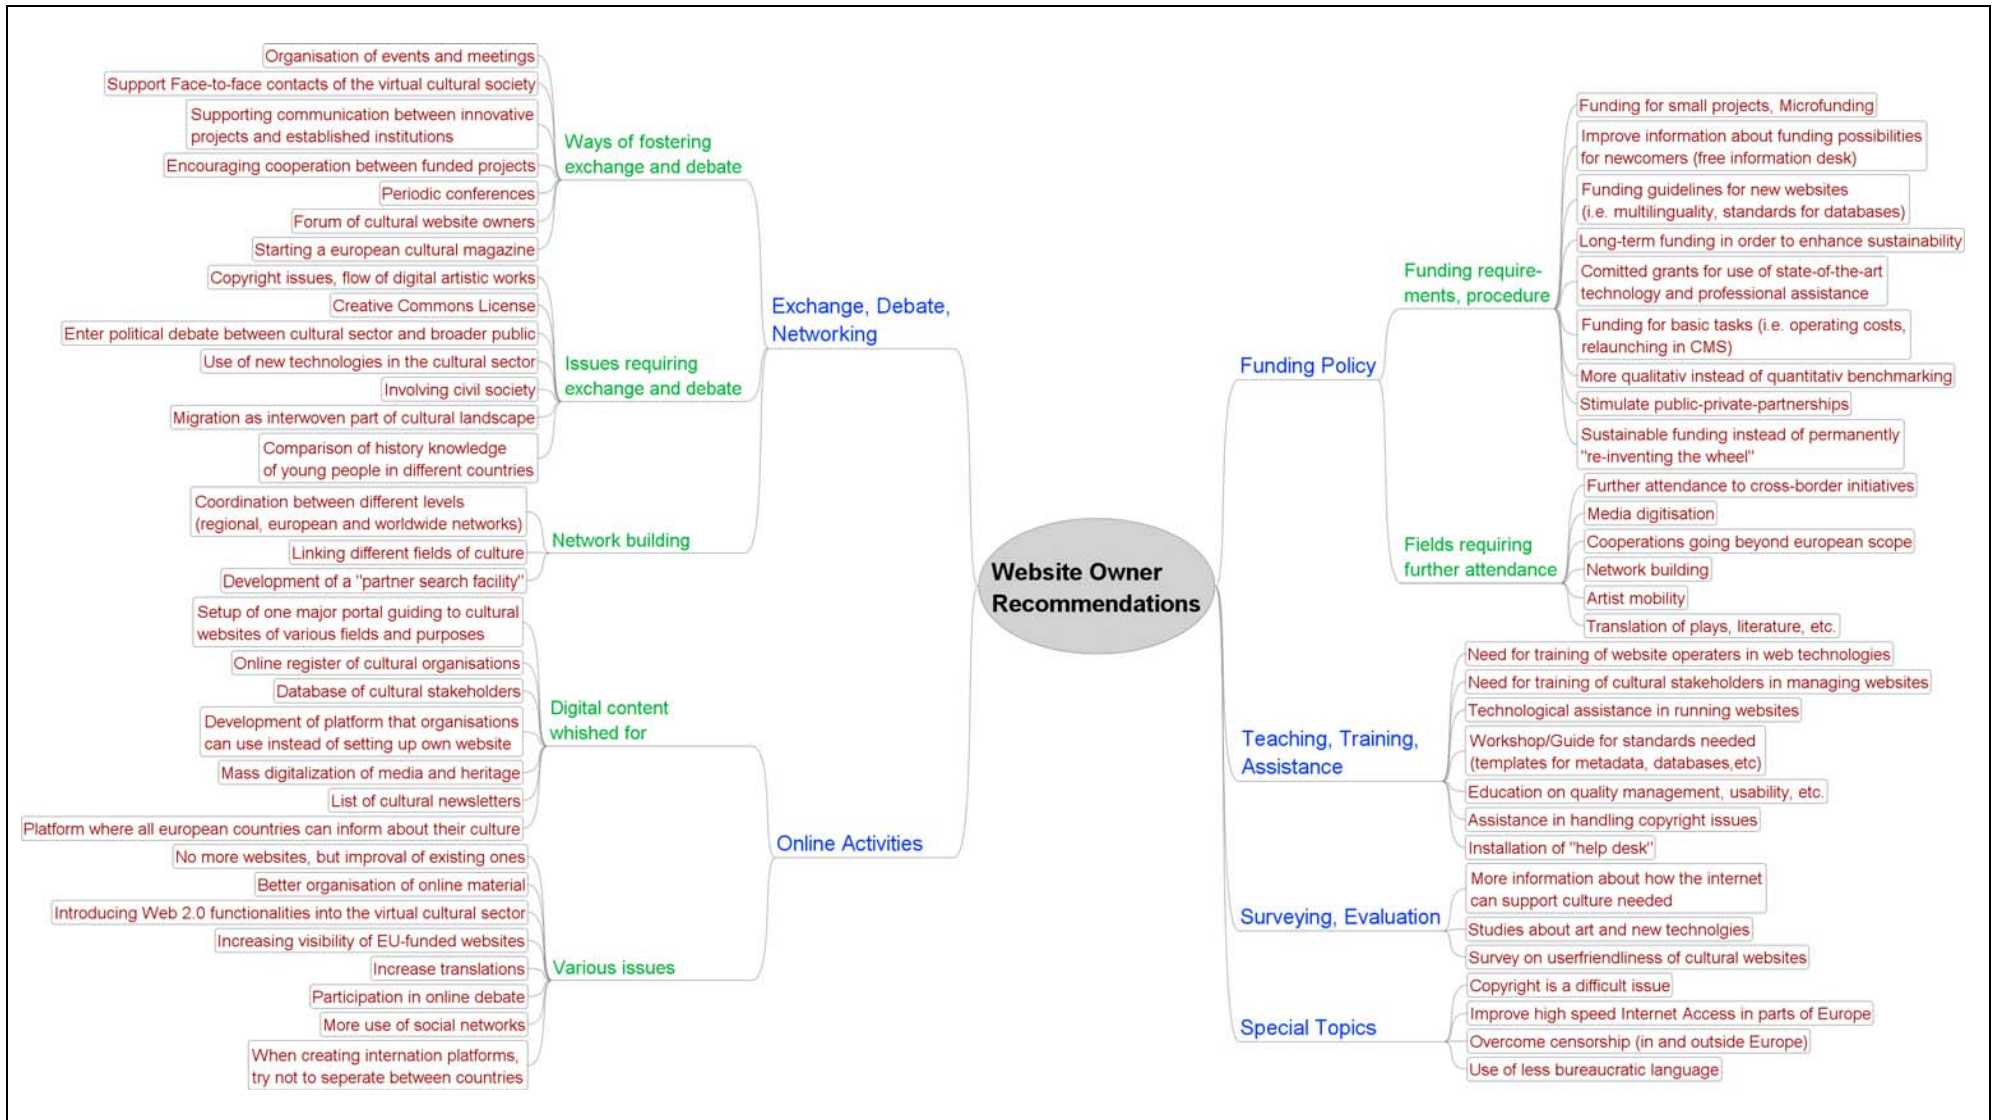 Website Owner
Recommendations
Exchange, Debate,
Networking
Ways of fostering
exchange and debate
Organisation of events and meetings
Support Face-to-face contacts of the virtual cultural society
Supporting communication between innovative
projects and established institutions
Encouraging cooperation between funded projects
Periodic conferences
Forum of cultural website owners
Starting a european cultural magazine
Issues requiring
exchange and debate
Copyright issues, flow of digital artistic works
Creative Commons License
Enter political debate between cultural sector and broader public
Use of new technologies in the cultural sector
Involving civil society
Migration as interwoven part of cultural landscape
Comparison of history knowledge
of young people in different countries
Network building
Coordination between different levels
(regional, european and worldwide networks)
Linking different fields of culture
Development of a "partner search facility"
Online Activities
Digital content
whished for
Setup of one major portal guiding to cultural
websites of various fields and purposes
Online register of cultural organisations
Database of cultural stakeholders
Development of platform that organisations
can use instead of setting up own website
Mass digitalization of media and heritage
List of cultural newsletters
Platform where all european countries can inform about their culture
Various issues
No more websites, but improval of existing ones
Better organisation of online material
Introducing Web 2.0 functionalities into the virtual cultural sector
Increasing visibility of EU-funded websites
Increase translations
Participation in online debate
More use of social networks
When creating internation platforms,
try not to seperate between countries
Funding Policy
Funding require-
ments, procedure
Funding for small projects, Microfunding
Improve information about funding possibilities
for newcomers (free information desk)
Funding guidelines for new websites
(i.e. multilinguality, standards for databases)
Long-term funding in order to enhance sustainability
Comitted grants for use of state-of-the-art
technology and professional assistance
Funding for basic tasks (i.e. operating costs,
relaunching in CMS)
More qualitativ instead of quantitativ benchmarking
Stimulate public-private-partnerships
Sustainable funding instead of permanently
"re-inventing the wheel"
Fields requiring
further attendance
Further attendance to cross-border initiatives
Media digitisation
Cooperations going beyond european scope
Network building
Artist mobility
Translation of plays, literature, etc.
Teaching, Training,
Assistance
Need for training of website operaters in web technologies
Need for training of cultural stakeholders in managing websites
Technological assistance in running websites
Workshop/Guide for standards needed
(templates for metadata, databases,etc)
Education on quality management, usability, etc.
Assistance in handling copyright issues
Installation of "help desk"
Surveying, Evaluation
More information about how the internet
can support culture needed
Studies about art and new technolgies
Survey on userfriendliness of cultural websites
Special Topics
Copyright is a difficult issue
Improve high speed Internet Access in parts of Europe
Overcome censorship (in and outside Europe)
Use of less bureaucratic language